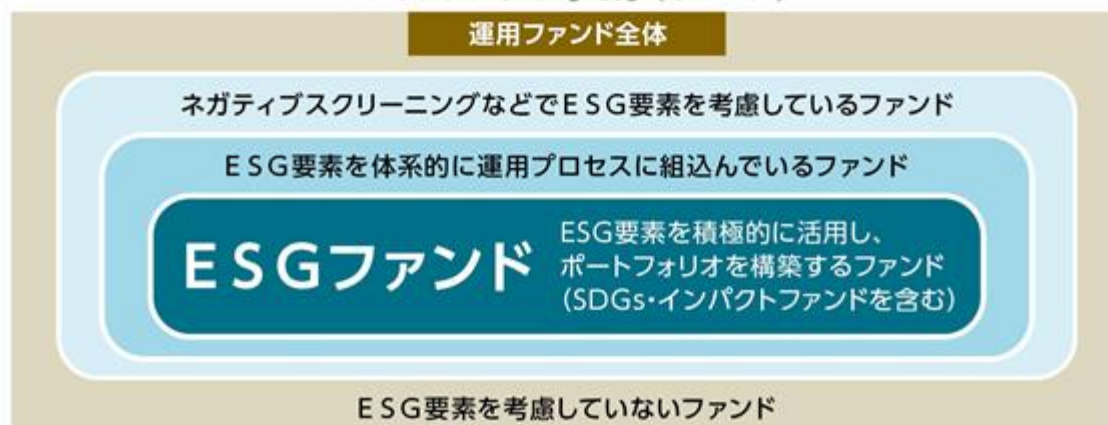 運用ファンド全体
ネガティブスクリーニングなどでESG要素を考慮しているファンド
ESG要素を体系的に運用プロセスに組込んでいるファンド
ESGファンド
ESG要素を積極的に活用し、
ポートフォリオを構築するファンド
(SDGs・インパクトファンドを含む)
ESG要素を考慮していないファンド